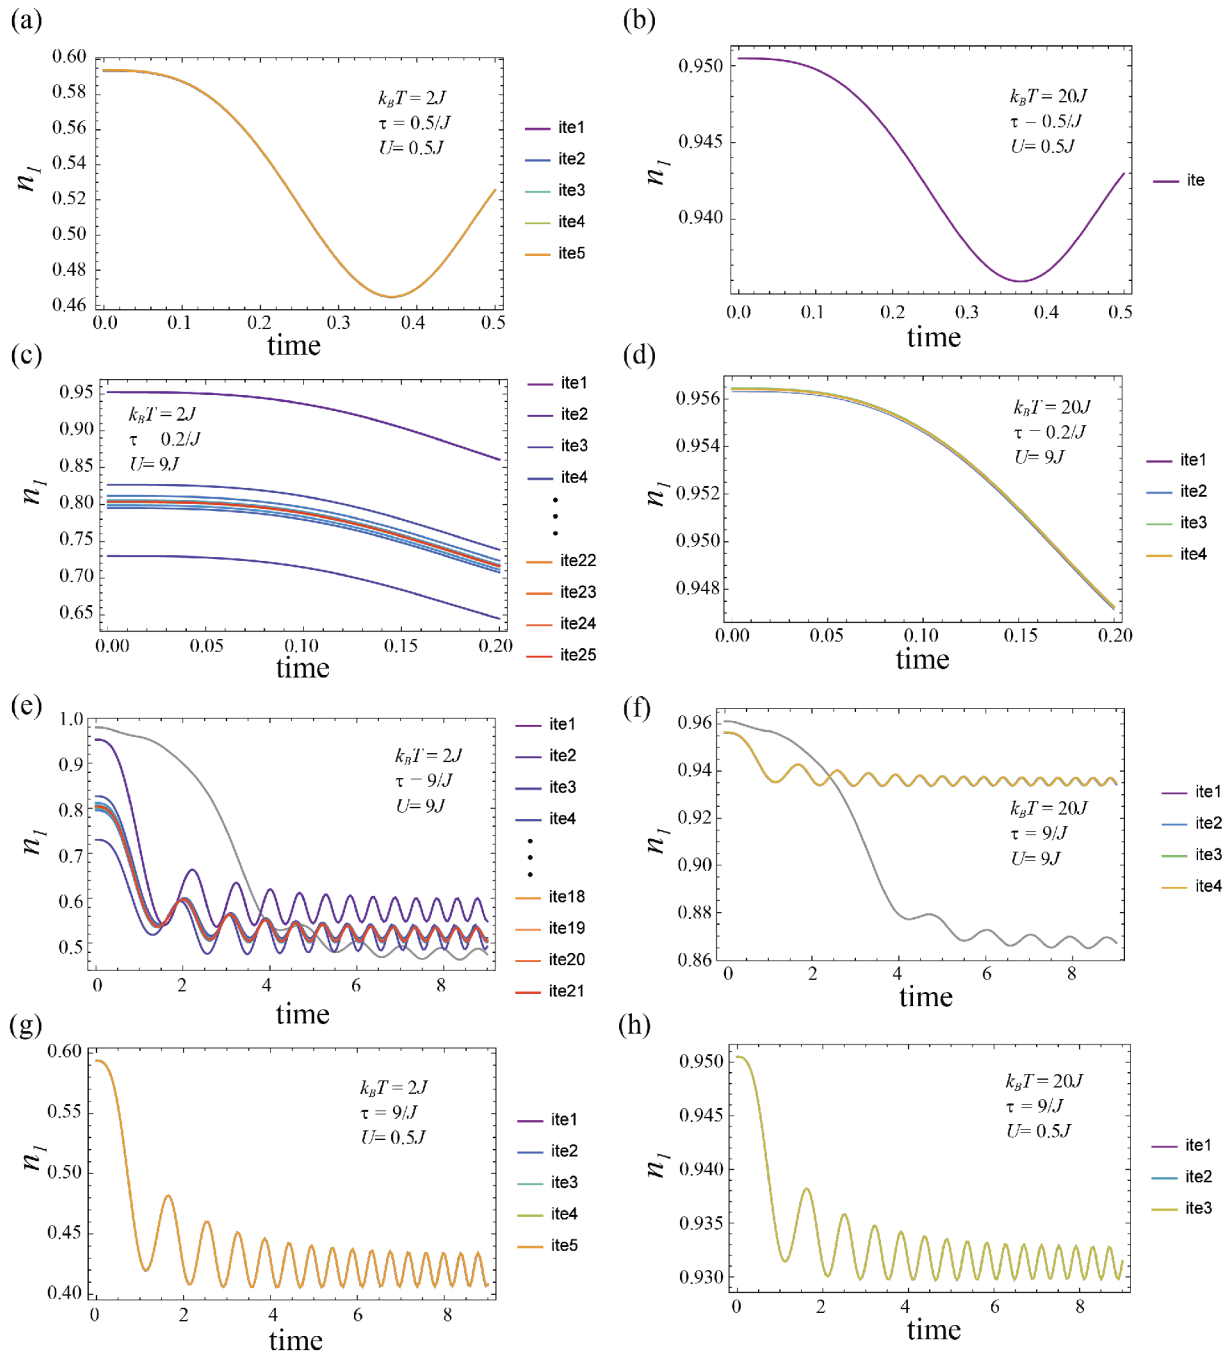 (a)
n1
0.60
0.58
0.56
0.54
0.52
0.50
0.48
0.46
kBT = 2J
τ = 0.5/J
U= 0.5J
0.0 0.1 0.2 0.3 0.4 0.5
time
ite1
ite2
ite3
ite4
ite5
(b)
n1
0.950
0.945
0.940
kBT = 20J
τ – 0.5/J
U= 0.5J
0.0 0.1 0.2 0.3 0.4 0.5
time
ite
(c)
n1
0.95
0.90
0.85
0.80
0.75
0.70
0.65
kBT = 2J
τ – 0.2/J
U= 9J
0.00 0.05 0.10 0.15 0.20
time
ite1
ite2
ite3
ite4
•
•
•
ite22
ite23
ite24
ite25
(d)
n1
0.956
0.954
0.952
0.950
0.948
kBT = 20J
τ – 0.2/J
U= 9J
0.00 0.05 0.10 0.15 0.20
time
ite1
ite2
ite3
ite4
(e)
n1
1.0
0.9
0.8
0.7
0.6
0.5
kBT = 2J
τ – 9/J
U= 9J
0 2 4 6 8
time
ite1
ite2
ite3
ite4
•
•
•
ite18
ite19
ite20
ite21
(f)
n1
0.96
0.94
0.92
0.90
0.88
0.86
kBT = 20J
τ = 9/J
U= 9J
0 2 4 6 8
time
ite1
ite2
ite3
ite4
(g)
n1
0.60
0.55
0.50
0.45
0.40
kBT = 2J
τ = 9/J
U= 0.5J
0 2 4 6 8
time
ite1
ite2
ite3
ite4
ite5
(h)
n1
0.950
0.945
0.940
0.935
0.930
kBT = 20J
τ = 9/J
U= 0.5J
0 2 4 6 8
time
ite1
ite2
ite3